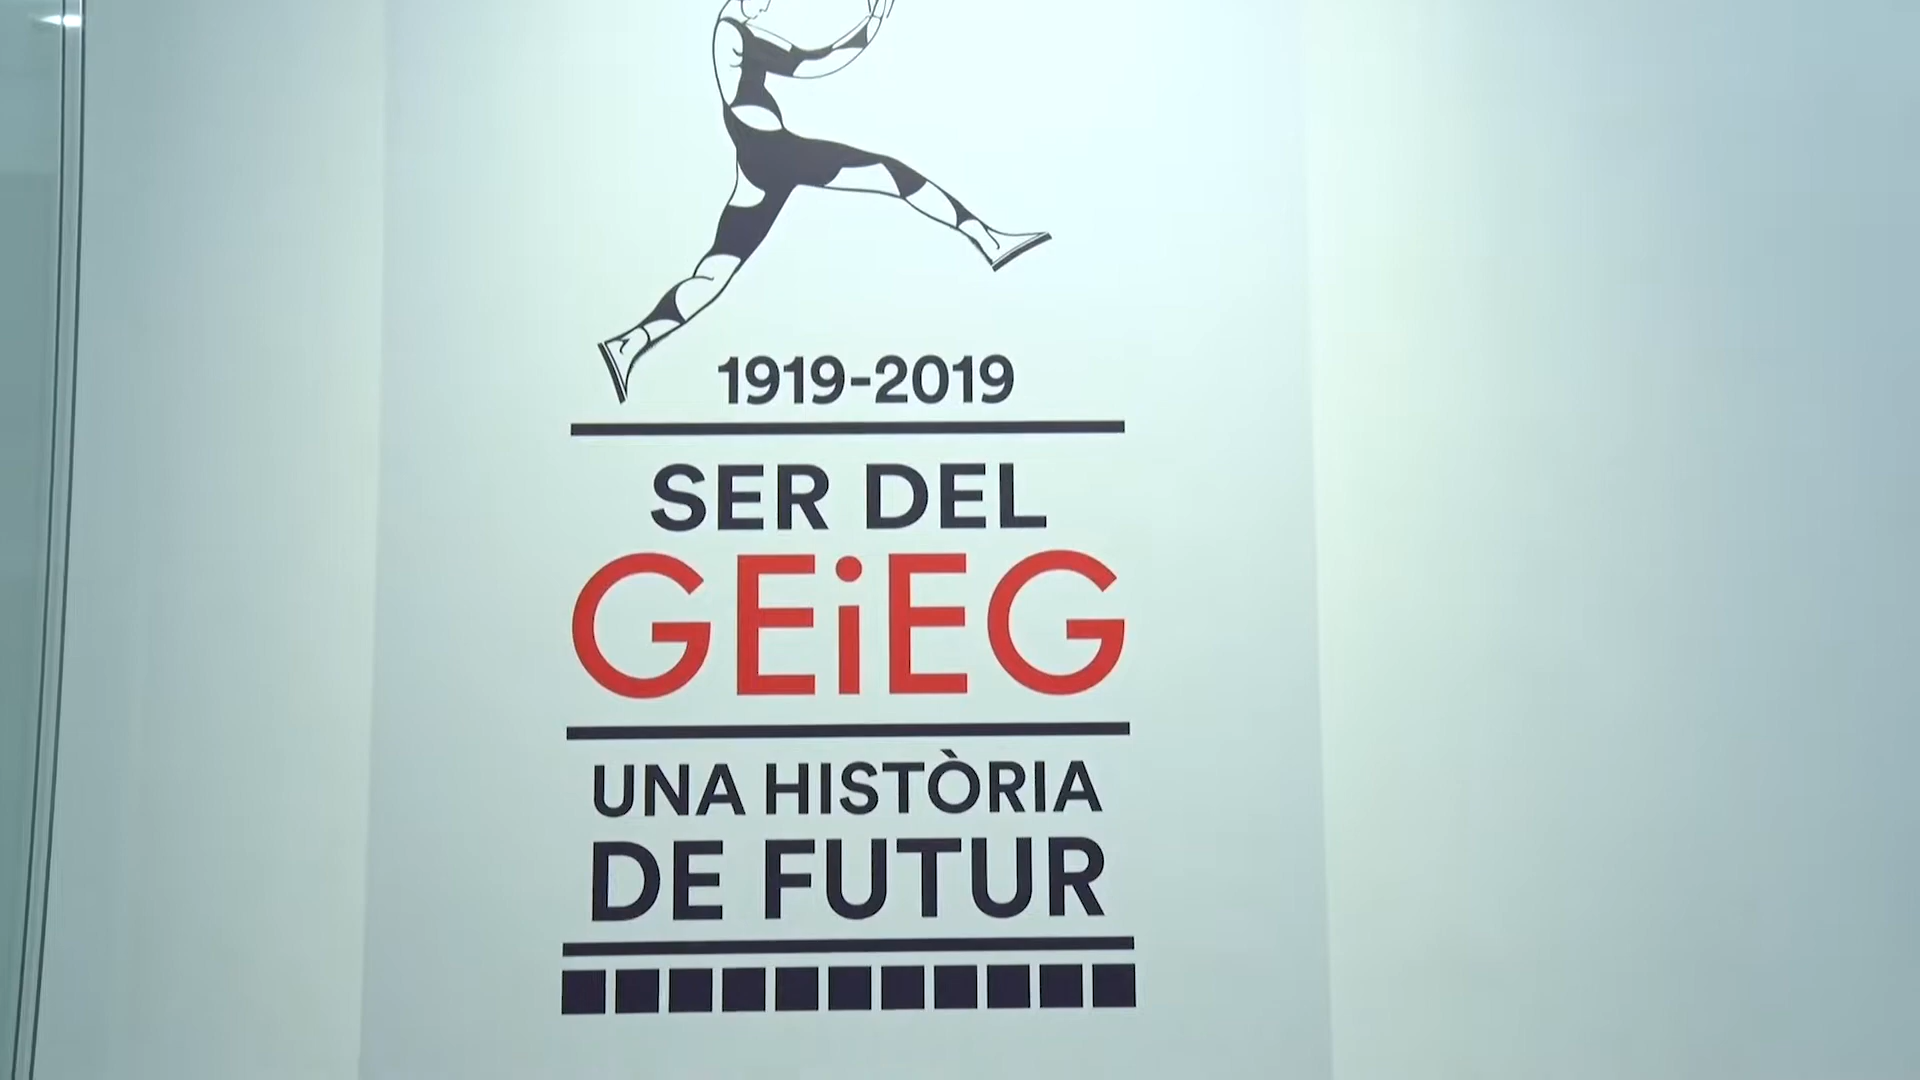 1919-2019
SER DEL
GEiEG
UNA HISTÒRIA
DE FUTUR